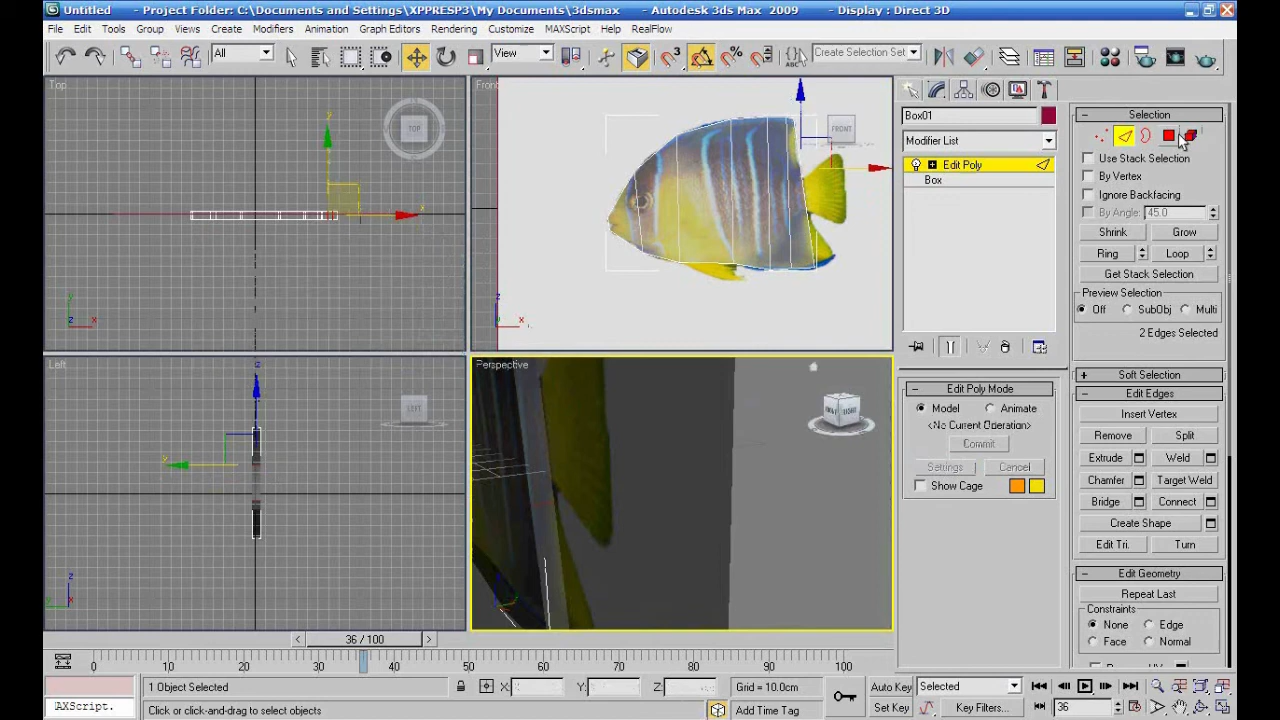 Untitled - Project Folder: C:\Documents and Settings\XPPRESP3\My Documents\3dsmax - Autodesk 3ds Max 2009 - Display : Direct 3D
File Edit Tools Group Views Create Modifiers Animation Graph Editors Rendering Customize MAXScript Help RealFlow
All View 3 % ABC Create Selection Set
Top TOP
Front FRONT
Left LEFT
Perspective
Box01
Modifier List
Edit Poly
Box
Edit Poly Mode
Model Animate
<No Current Operation>
Commit
Settings Cancel
Show Cage
Selection
Use Stack Selection
By Vertex
Ignore Backfacing
By Angle: 45.0
Shrink Grow
Ring Loop
Get Stack Selection
Preview Selection
Off SubObj Multi
2 Edges Selected
Soft Selection
Edit Edges
Insert Vertex
Remove Split
Extrude Weld
Chamfer Target Weld
Bridge Connect
Create Shape
Edit Tri. Turn
Edit Geometry
Repeat Last
Constraints
None Edge
Face Normal
36 / 100
0 10 20 30 40 50 60 70 80 90 100
1 Object Selected X: Y: Z: Grid = 10.0cm Auto Key Selected
AXScript. Click or click-and-drag to select objects Add Time Tag Set Key Key Filters... 36